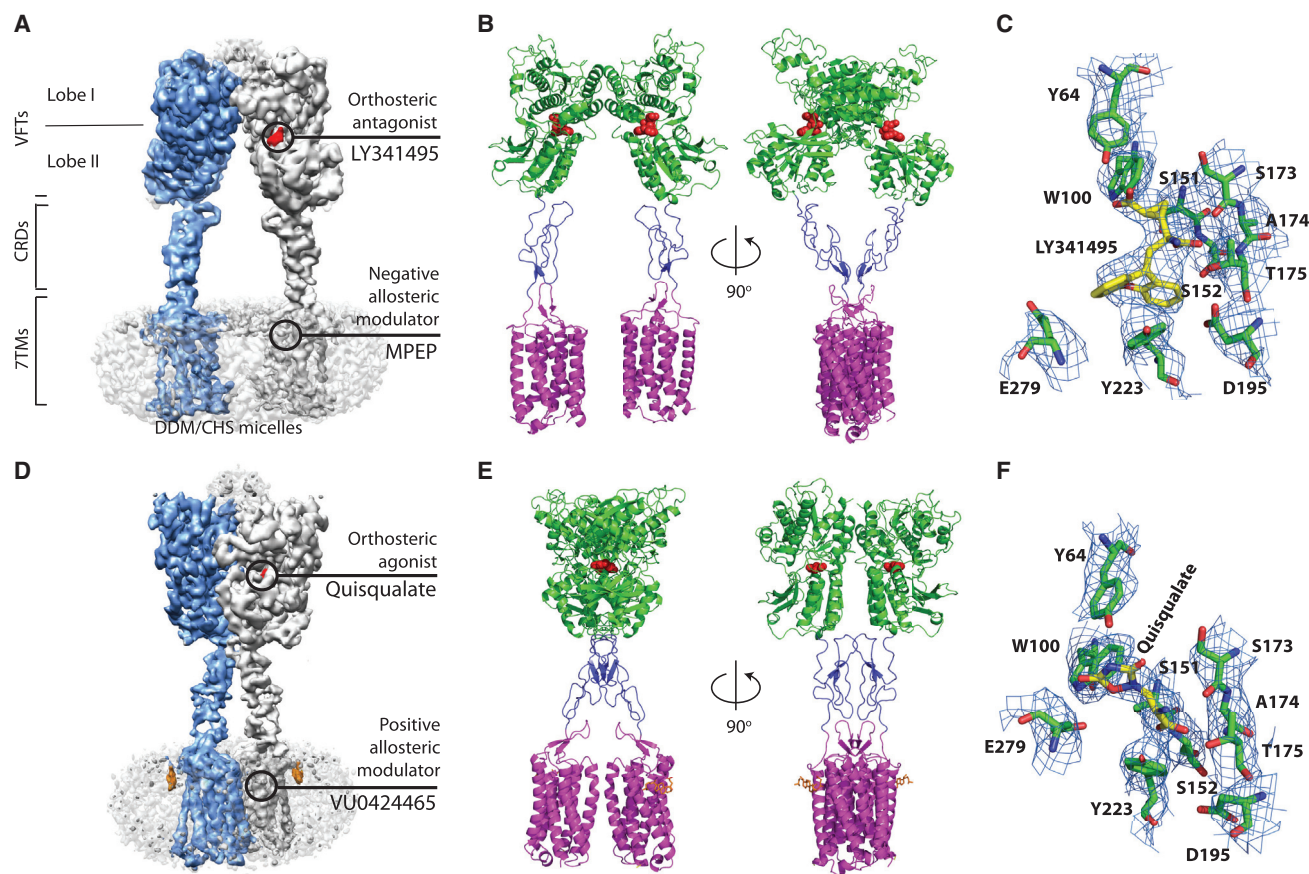 A
Lobe I
VFTs
Lobe II
CRDs
7TMs
Orthosteric
antagonist
LY341495
Negative
allosteric
modulator
MPEP
DDM/CHS micelles
B
90°
C
Y64
W100
S151
S173
A174
LY341495
T175
S152
E279
Y223
D195
D
Orthosteric
agonist
Quisqualate
Positive
allosteric
modulator
VU0424465
E
90°
F
Y64
Quisqualate
W100
S151
S173
A174
E279
T175
S152
Y223
D195